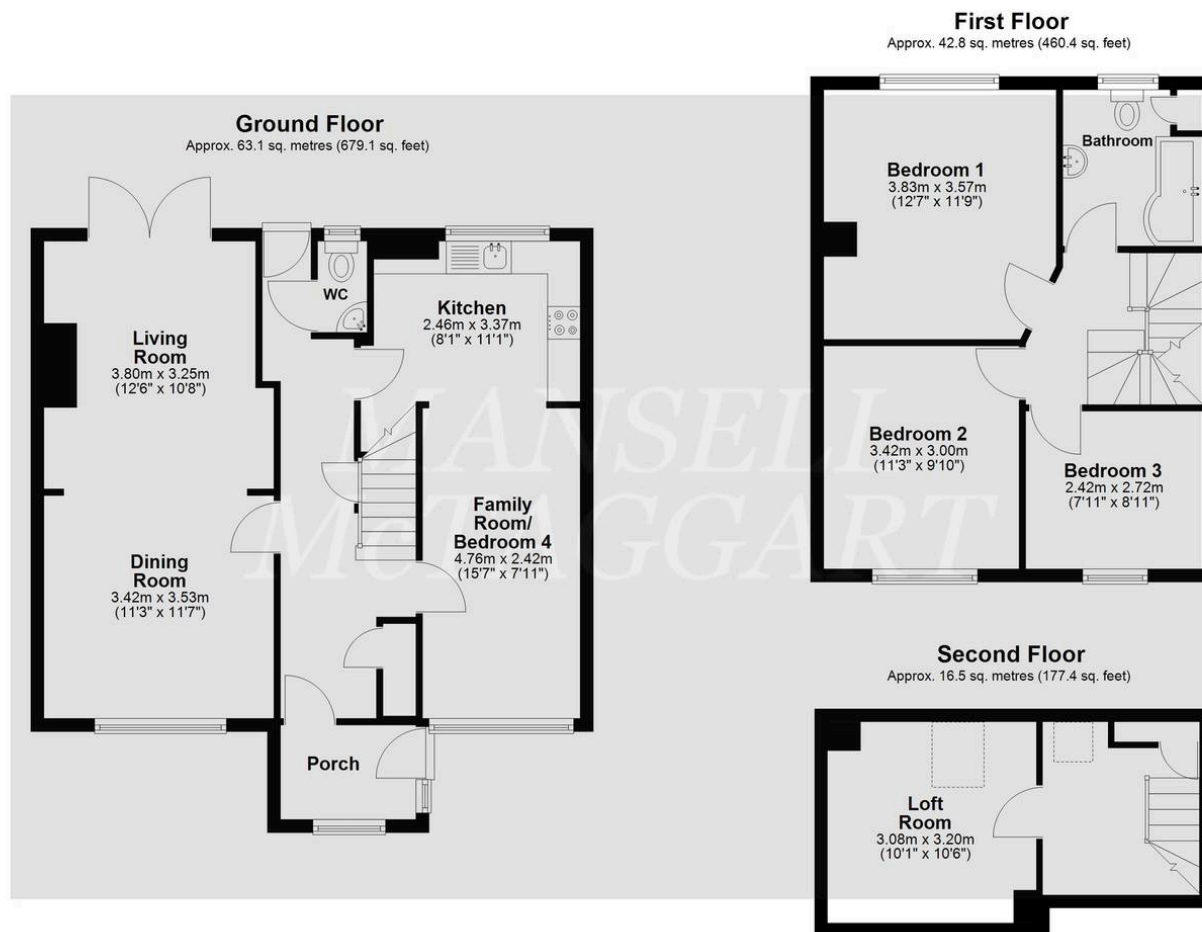 First Floor
Approx. 42.8 sq. metres (460.4 sq. feet)
Ground Floor
Approx. 63.1 sq. metres (679.1 sq. feet)
Bedroom 1
3.83m x 3.57m
(12'7" x 11'9")
Bathroom
WC
Kitchen
2.46m x 3.37m
(8'1" x 11'1")
Living
Room
3.80m x 3.25m
(12'6" x 10'8")
MANSELL
McTAGGART
Bedroom 2
3.42m x 3.00m
(11'3" x 9'10")
Bedroom 3
2.42m x 2.72m
(7'11" x 8'11")
Family
Room/
Bedroom 4
4.76m x 2.42m
(15'7" x 7'11")
Dining
Room
3.42m x 3.53m
(11'3" x 11'7")
Porch
Second Floor
Approx. 16.5 sq. metres (177.4 sq. feet)
Loft
Room
3.08m x 3.20m
(10'1" x 10'6")